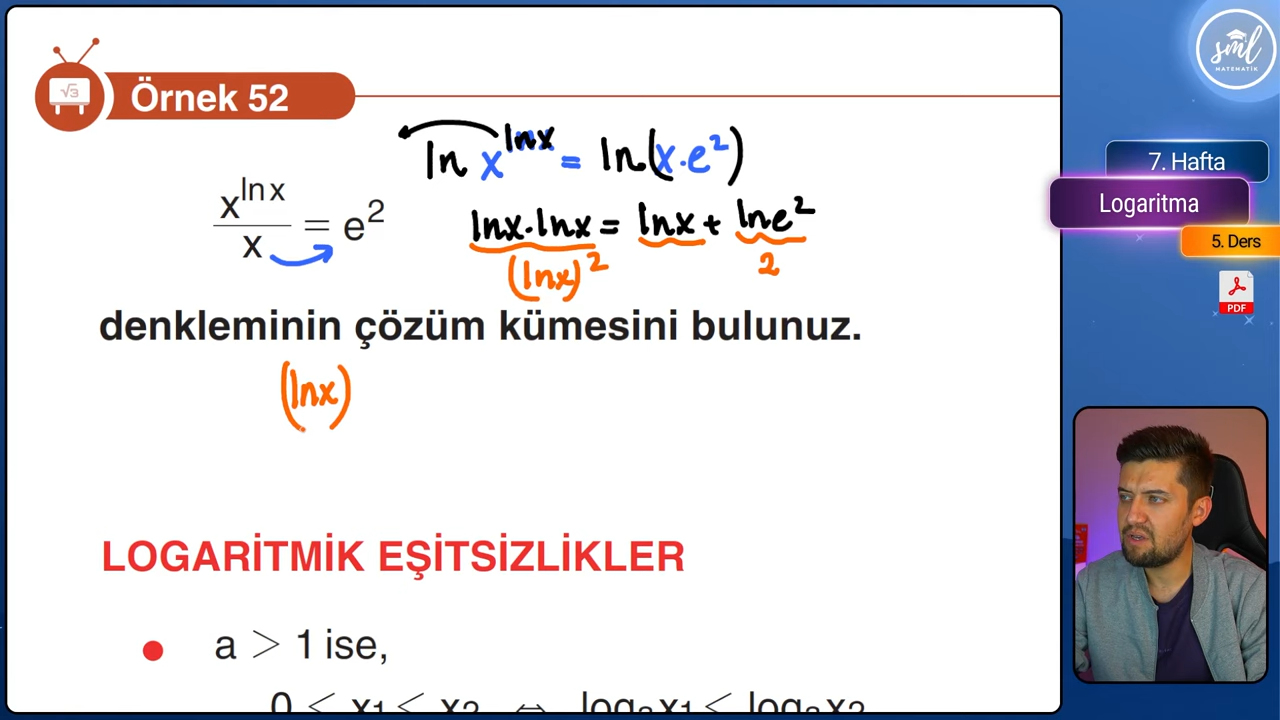 √3
Örnek 52
ln x^lnx = ln(x·e²)
x^ln x / x = e²
lnx·lnx = lnx + lne²
(lnx)² 2
denkleminin çözüm kümesini bulunuz.
(lnx)
LOGARİTMİK EŞİTSİZLİKLER
● a > 1 ise,
sml
MATEMATİK
7. Hafta
Logaritma
5. Ders
PDF